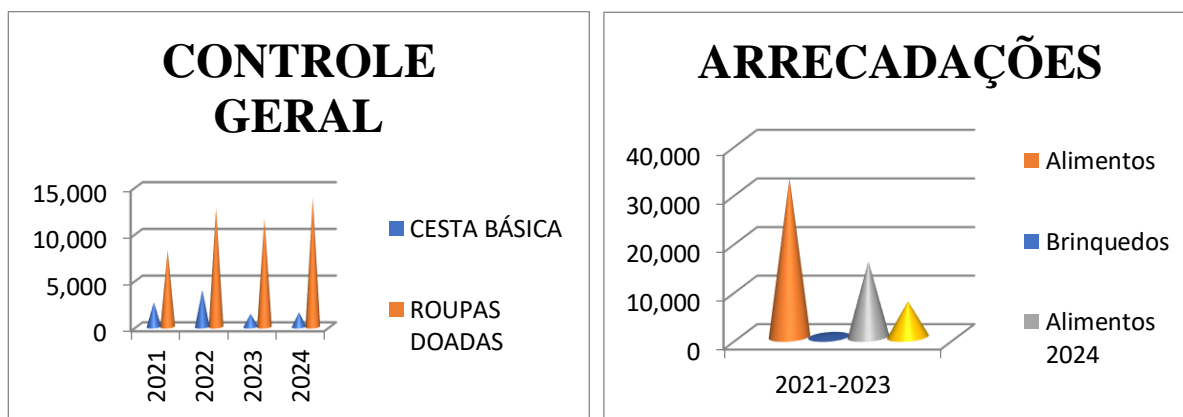 CONTROLE
GERAL
15,000
10,000
5,000
0
2021
2022
2023
2024
CESTA BÁSICA
ROUPAS
DOADAS
ARRECADAÇÕES
40,000
30,000
20,000
10,000
0
2021-2023
Alimentos
Brinquedos
Alimentos
2024